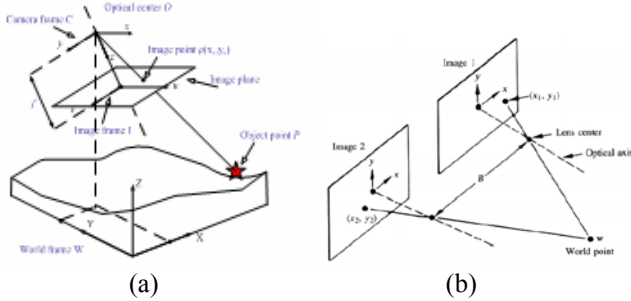 Optical center O
Camera frame C
z
y
Image point p(x, y,)
Image plane
f
Image frame I
Object point P
Z
Y
X
World frame W
(a)
Image 1
y
x
(x₁, y₁)
Lens center
Optical axis
Image 2
y
x
B
(x₂, y₂)
w
World point
(b)